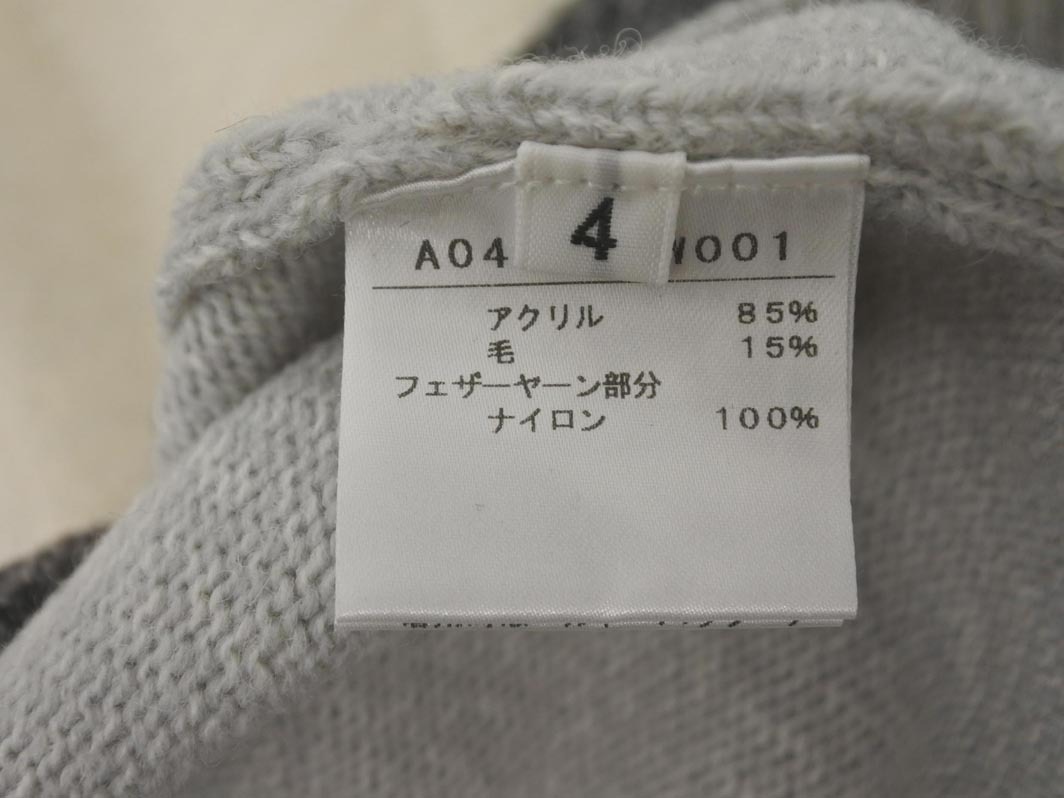 4
A04 W001
アクリル 85%
毛 15%
フェザーヤーン部分
ナイロン 100%